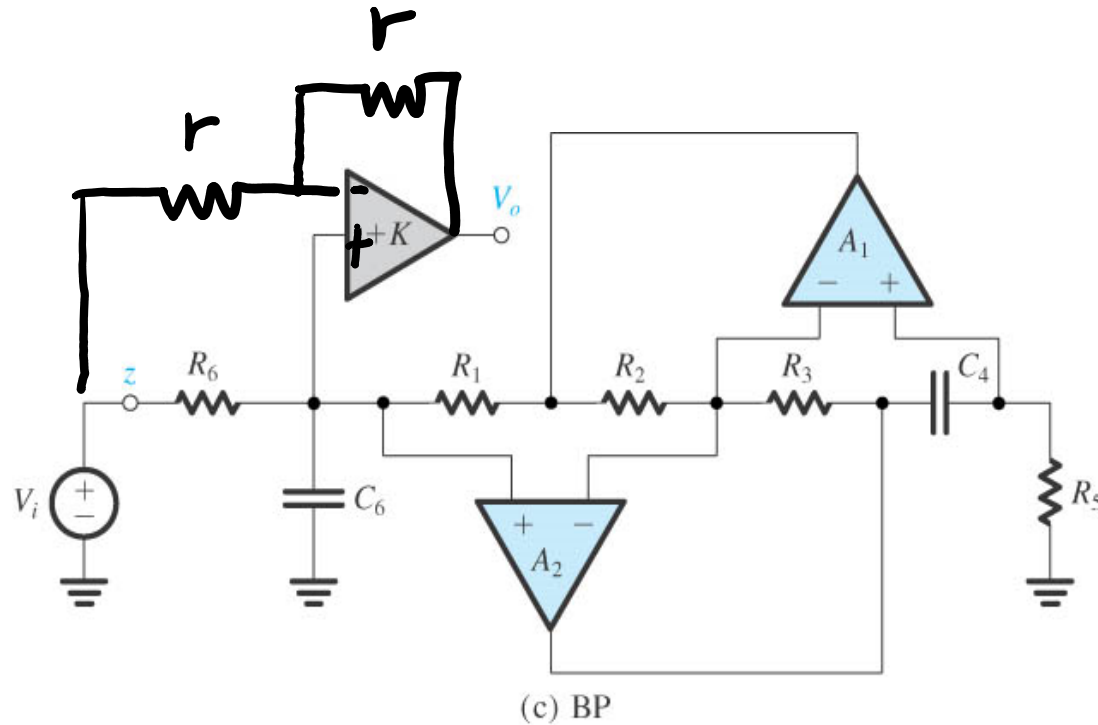 r
r
-
+
+K
V_o
A_1
- +
z
R_6
R_1
R_2
R_3
C_4
V_i
+
-
C_6
+ -
A_2
R_5
(c) BP